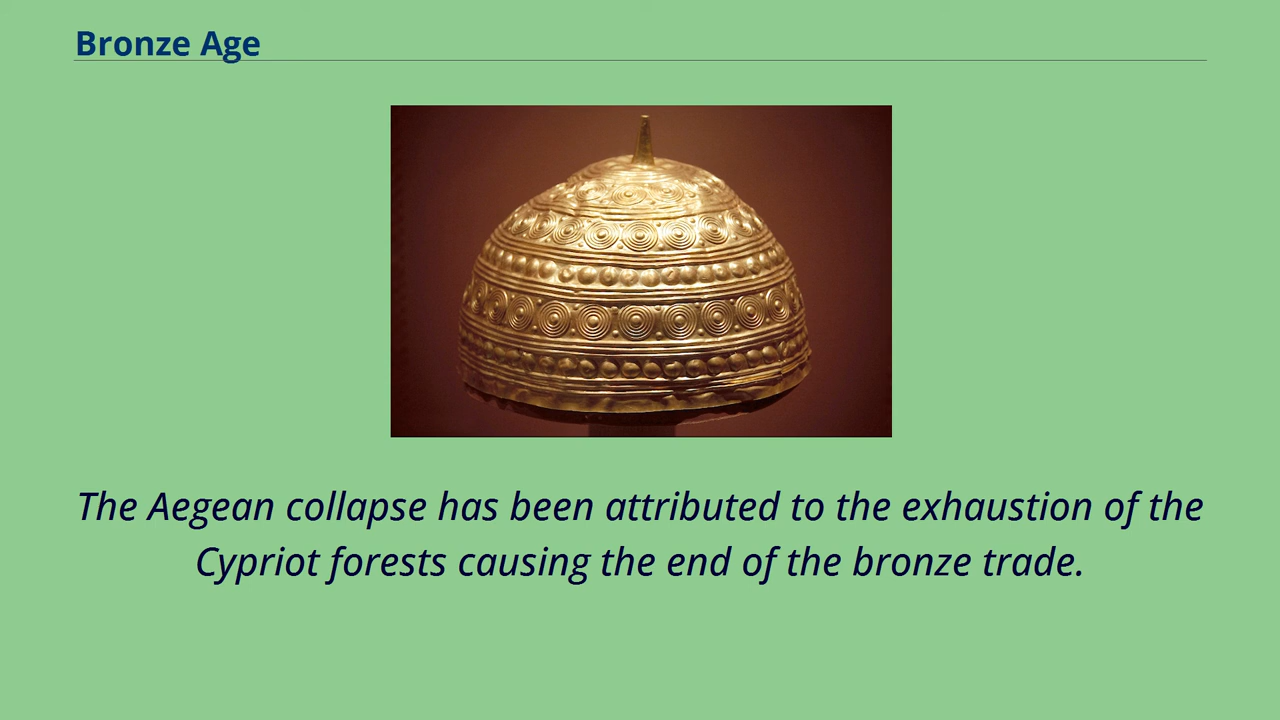 Bronze Age
The Aegean collapse has been attributed to the exhaustion of the
Cypriot forests causing the end of the bronze trade.